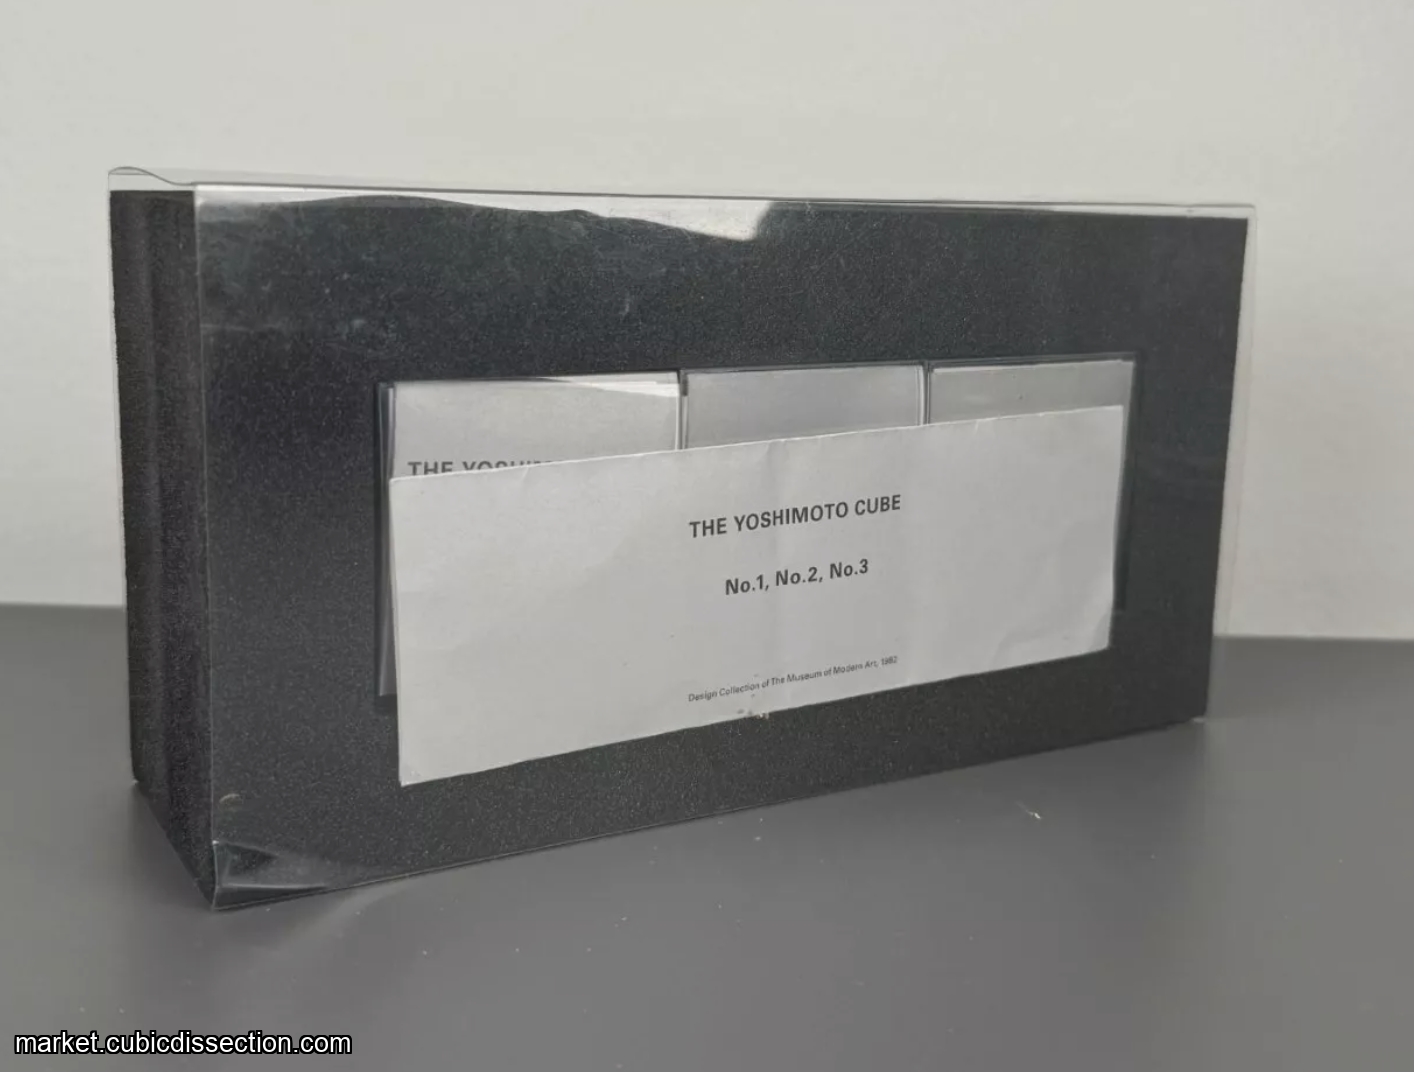 THE YOSHIMOTO CUBE
No.1, No.2, No.3
Design Collection of The Museum of Modern Art, 1982
market.cubicdissection.com